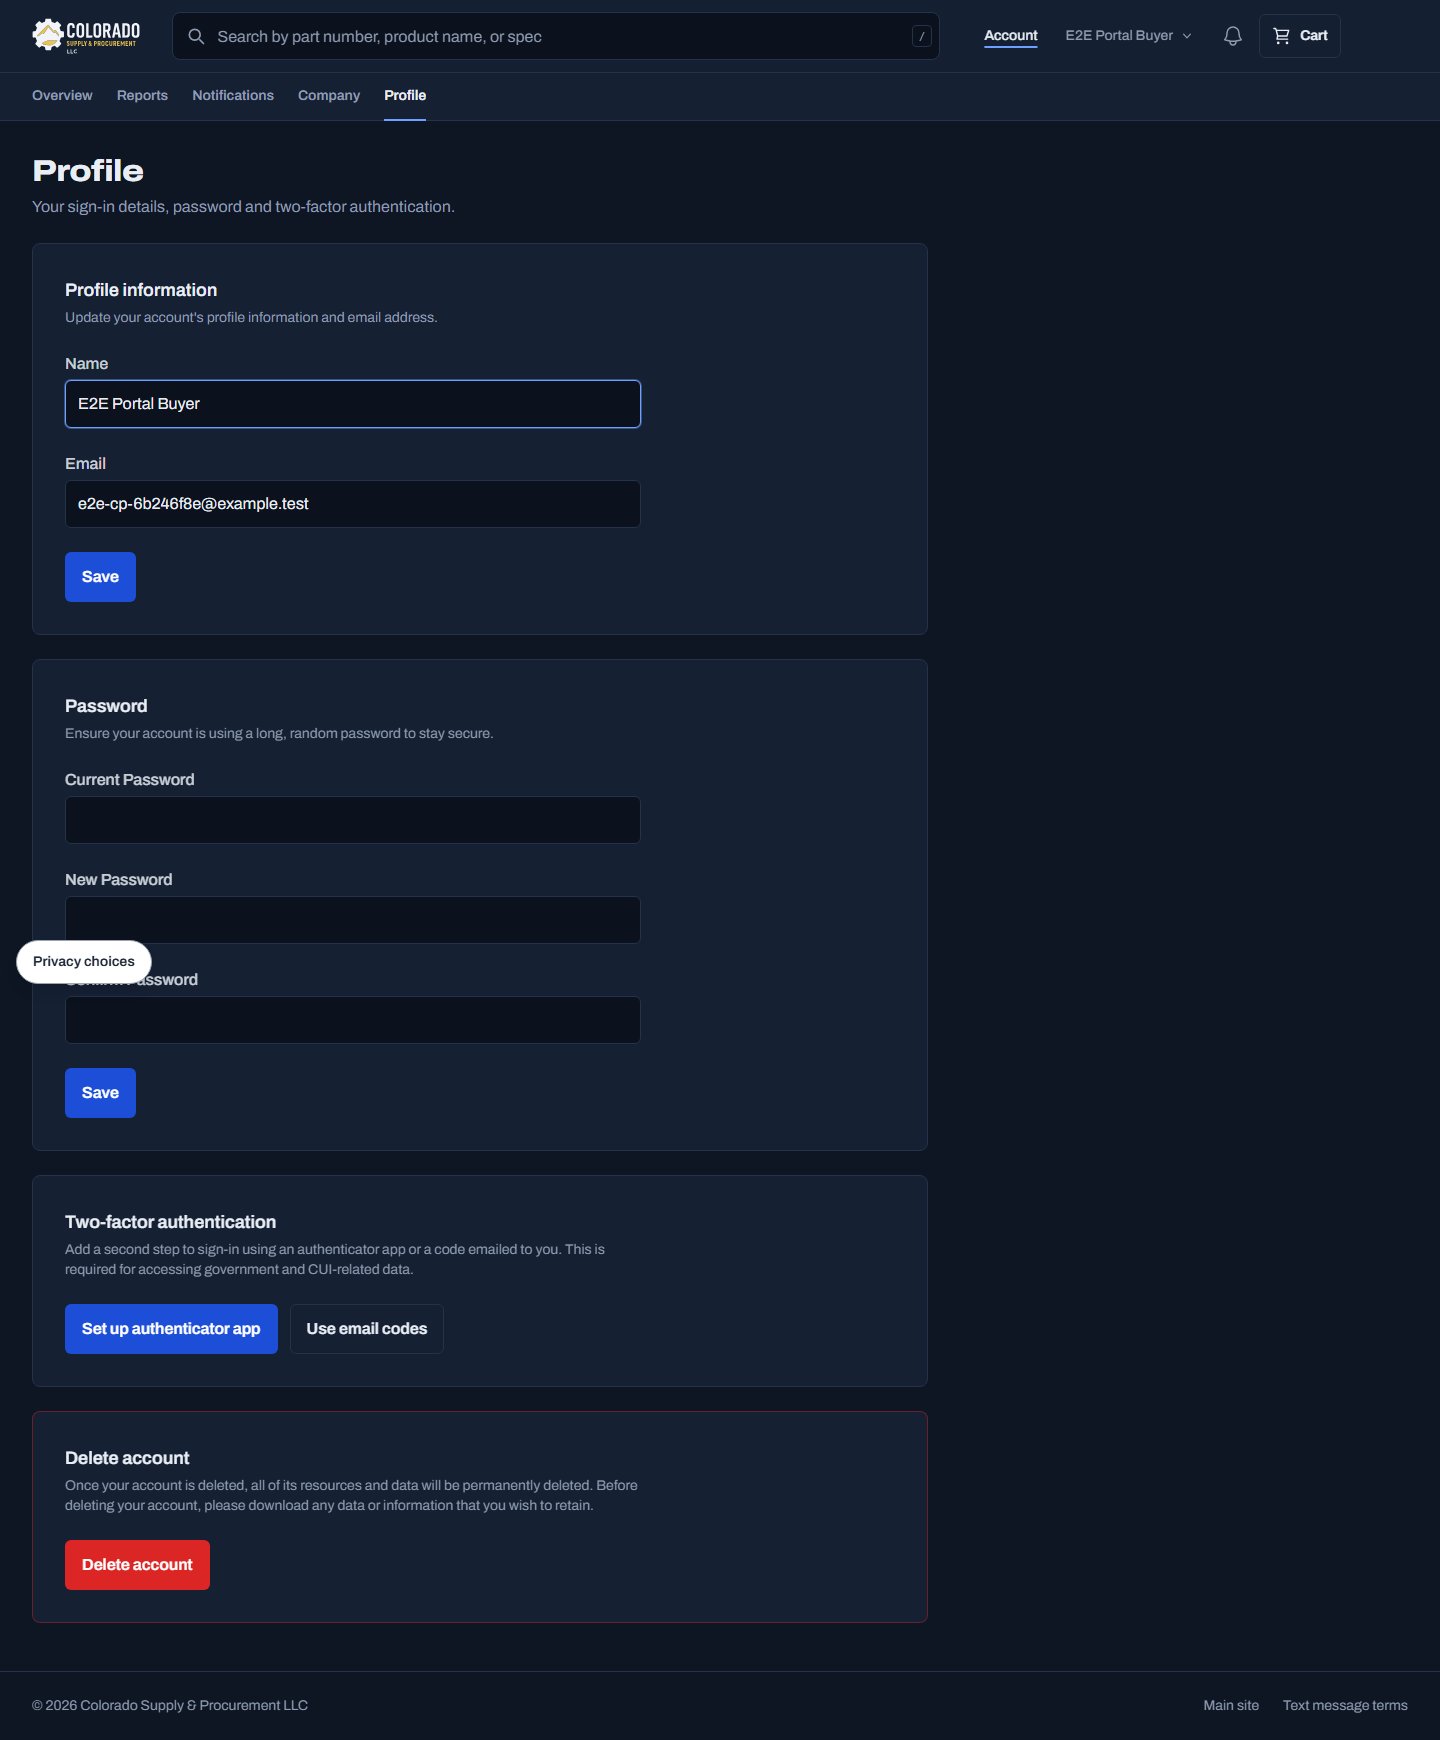 COLORADO
SUPPLY & PROCUREMENT
LLC
Search by part number, product name, or spec
/
Account
E2E Portal Buyer
Cart
Overview
Reports
Notifications
Company
Profile
Profile
Your sign-in details, password and two-factor authentication.
Profile information
Update your account's profile information and email address.
Name
E2E Portal Buyer
Email
e2e-cp-6b246f8e@example.test
Save
Password
Ensure your account is using a long, random password to stay secure.
Current Password
New Password
Privacy choices
Save
Two-factor authentication
Add a second step to sign-in using an authenticator app or a code emailed to you. This is
required for accessing government and CUI-related data.
Set up authenticator app
Use email codes
Delete account
Once your account is deleted, all of its resources and data will be permanently deleted. Before
deleting your account, please download any data or information that you wish to retain.
Delete account
© 2026 Colorado Supply & Procurement LLC
Main site
Text message terms